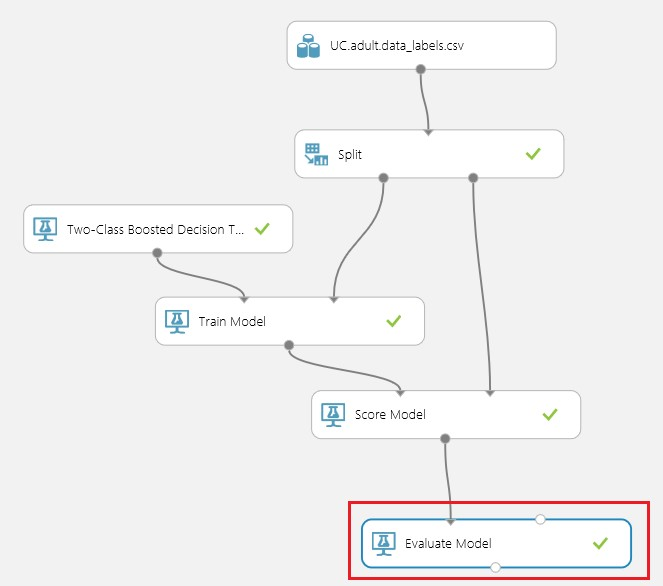 UC.adult.data_labels.csv
Split
Two-Class Boosted Decision T...
Train Model
Score Model
Evaluate Model